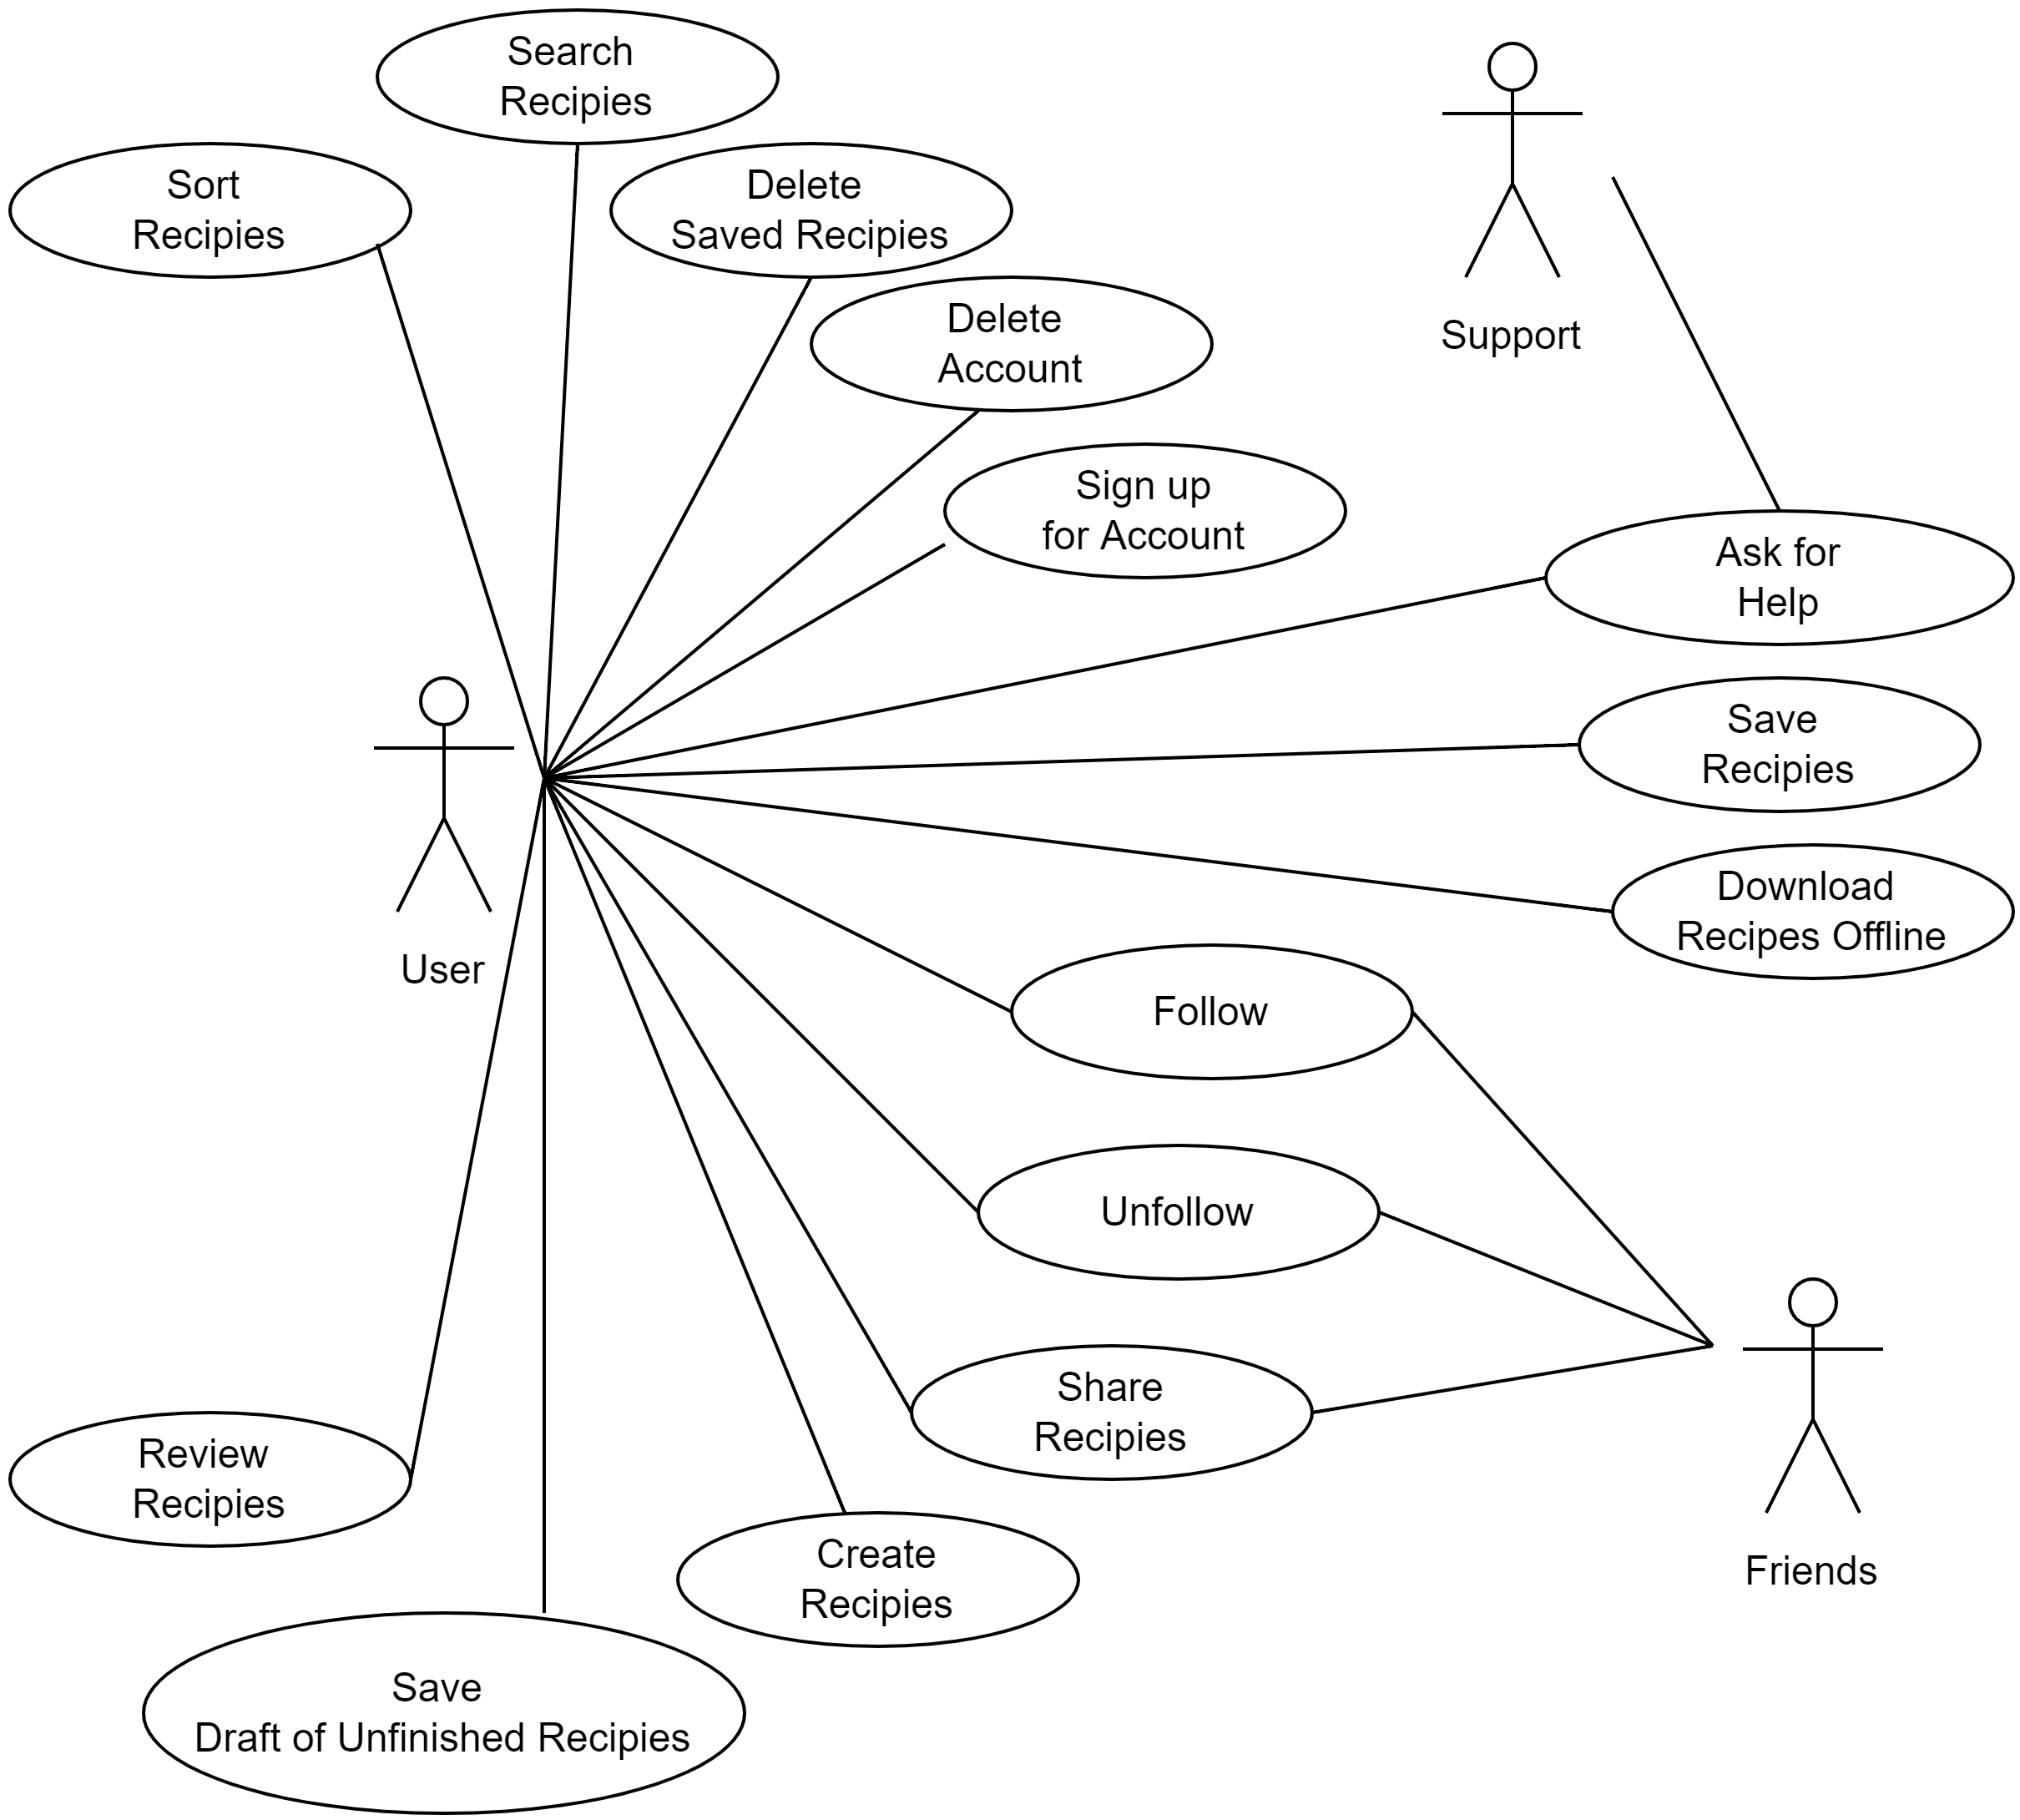 Search
Recipies
Sort
Recipies
Delete
Saved Recipies
Delete
Account
Support
Sign up
for Account
Ask for
Help
Save
Recipies
Download
Recipes Offline
User
Follow
Unfollow
Share
Recipies
Review
Recipies
Create
Recipies
Friends
Save
Draft of Unfinished Recipies